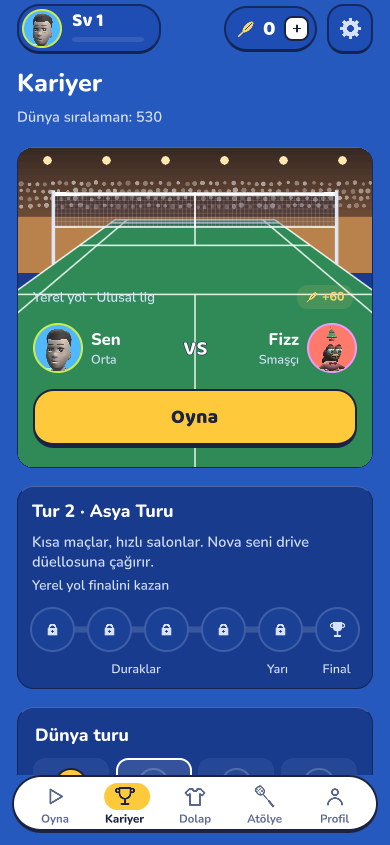 Sv 1
0
+
Kariyer
Dünya sıralaman: 530
Yerel yol · Ulusal lig
+60
Sen
Orta
VS
Fizz
Smaşçı
Oyna
Tur 2 · Asya Turu
Kısa maçlar, hızlı salonlar. Nova seni drive
düellosuna çağırır.
Yerel yol finalini kazan
Duraklar
Yarı
Final
Dünya turu
Oyna
Kariyer
Dolap
Atölye
Profil